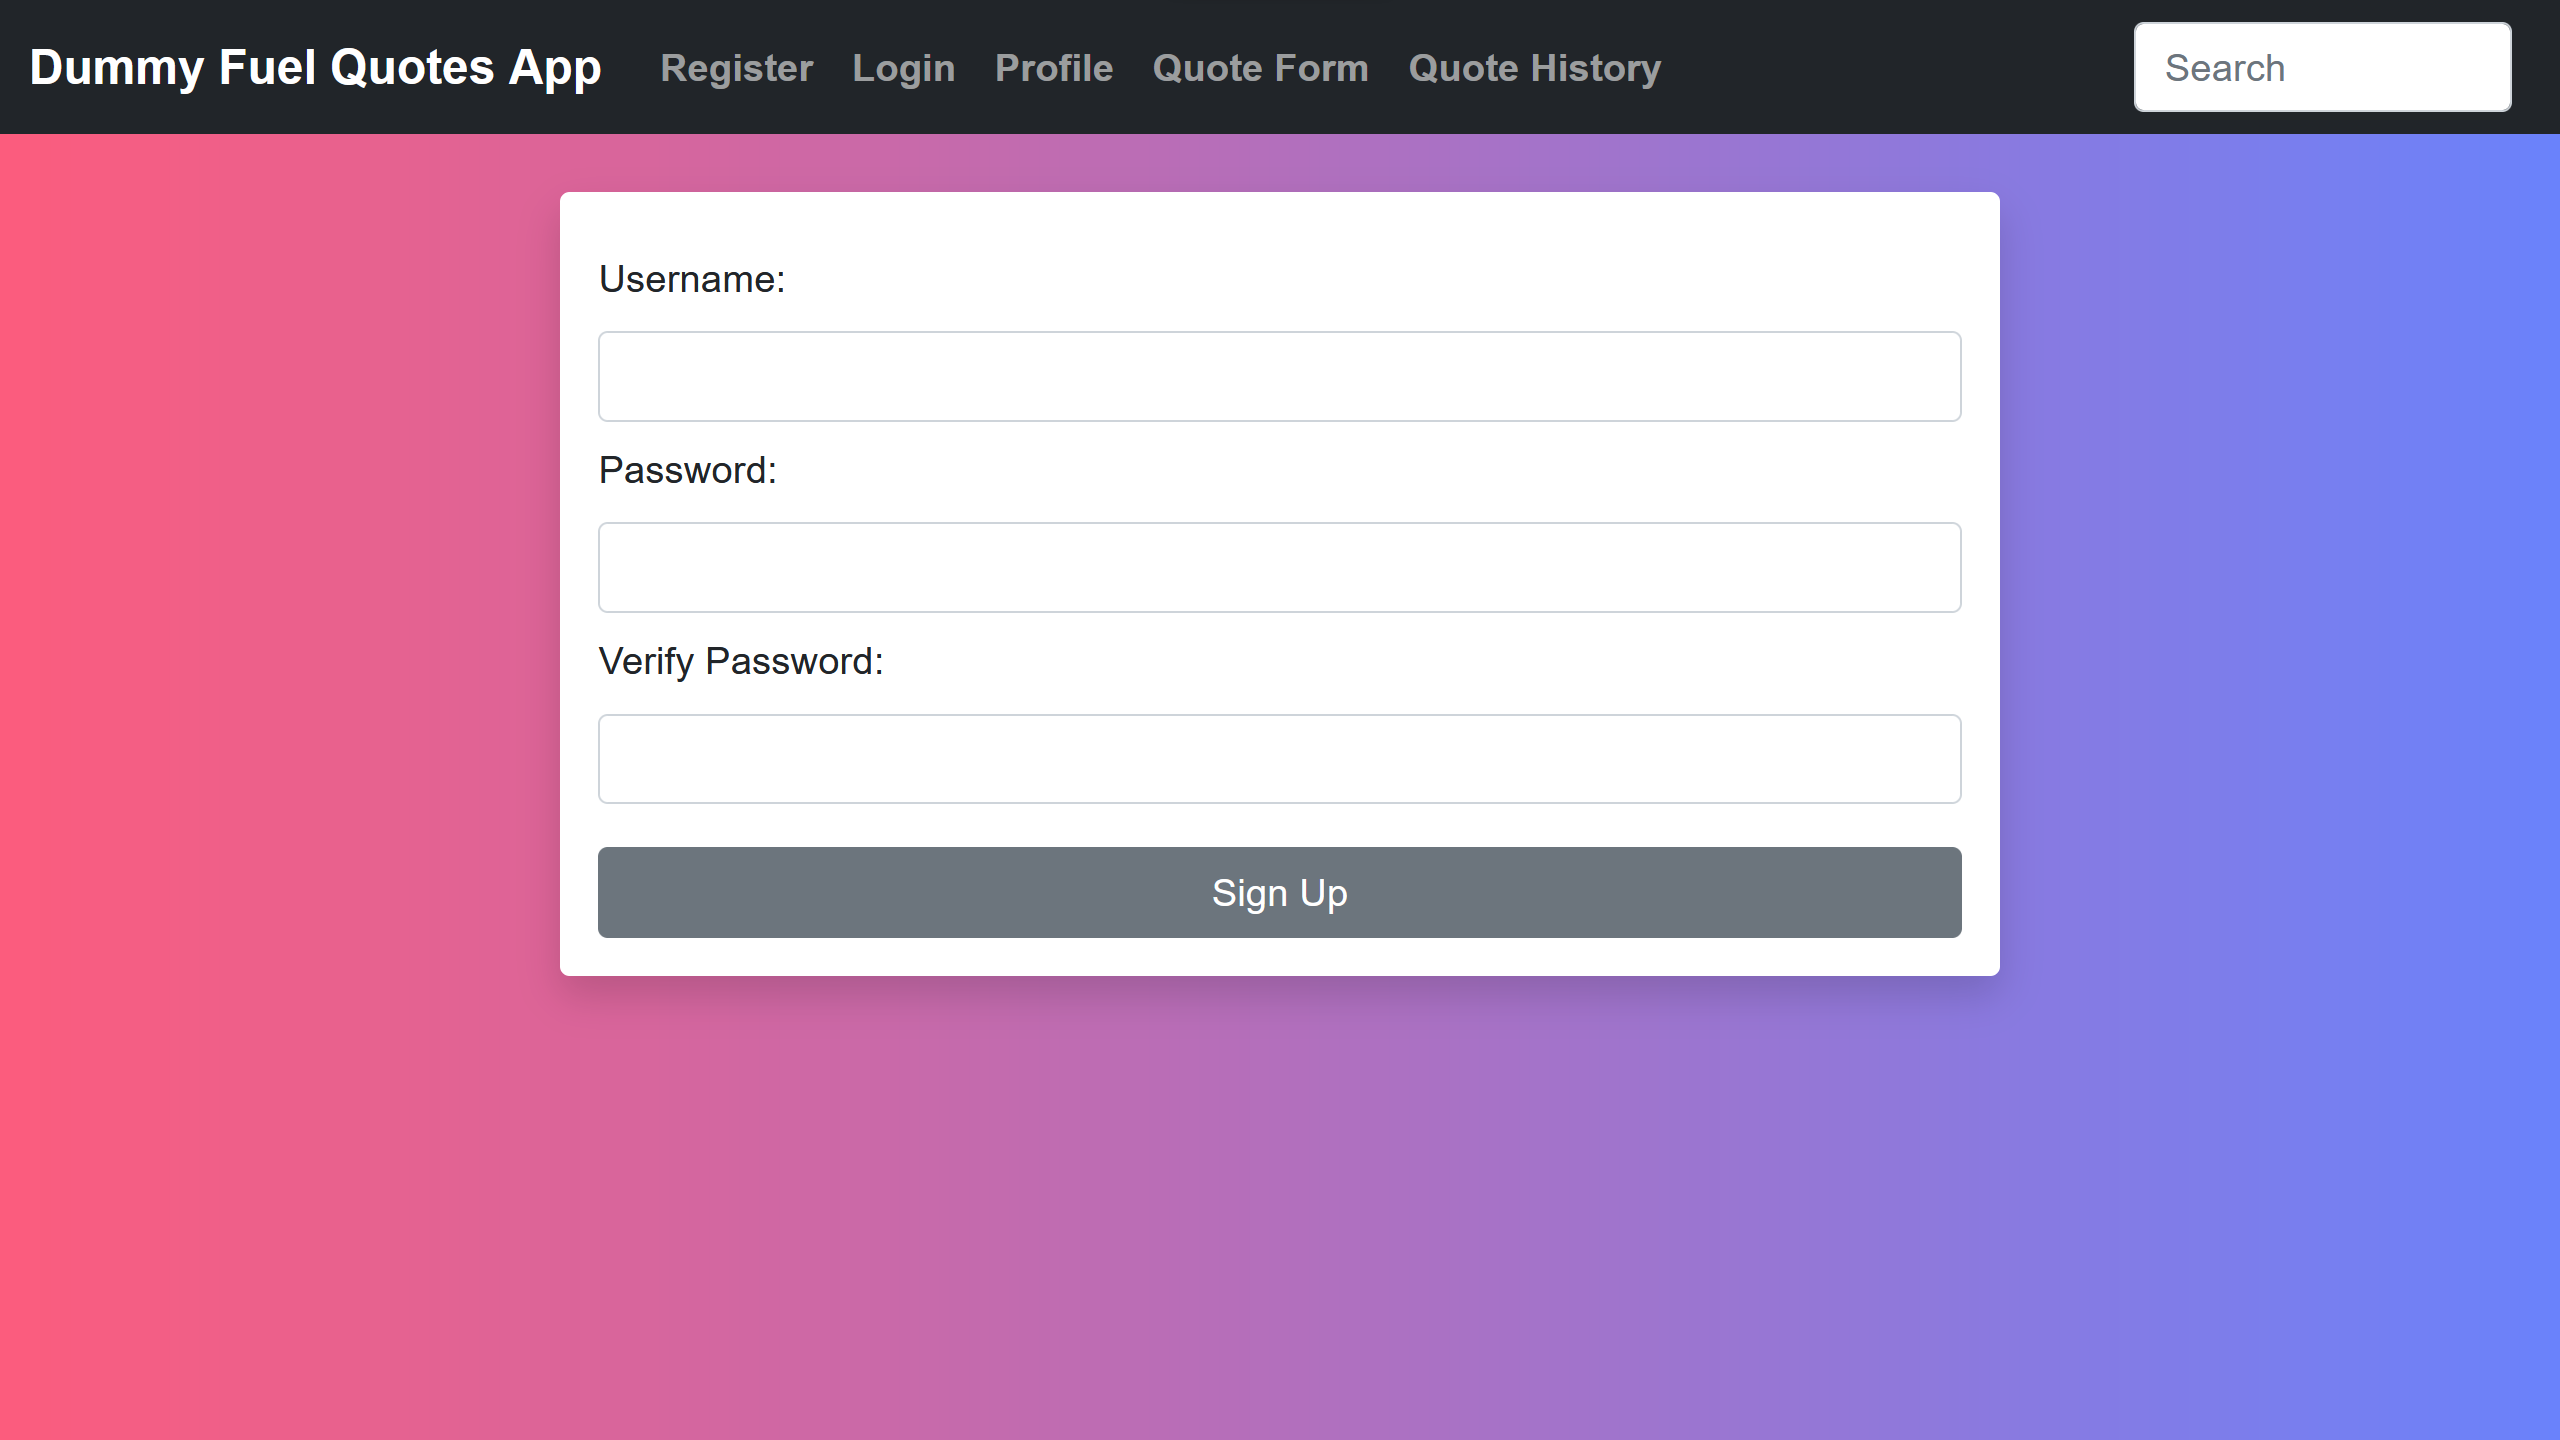 Dummy Fuel Quotes App Register Login Profile Quote Form Quote History Search
Username:
Password:
Verify Password:
Sign Up